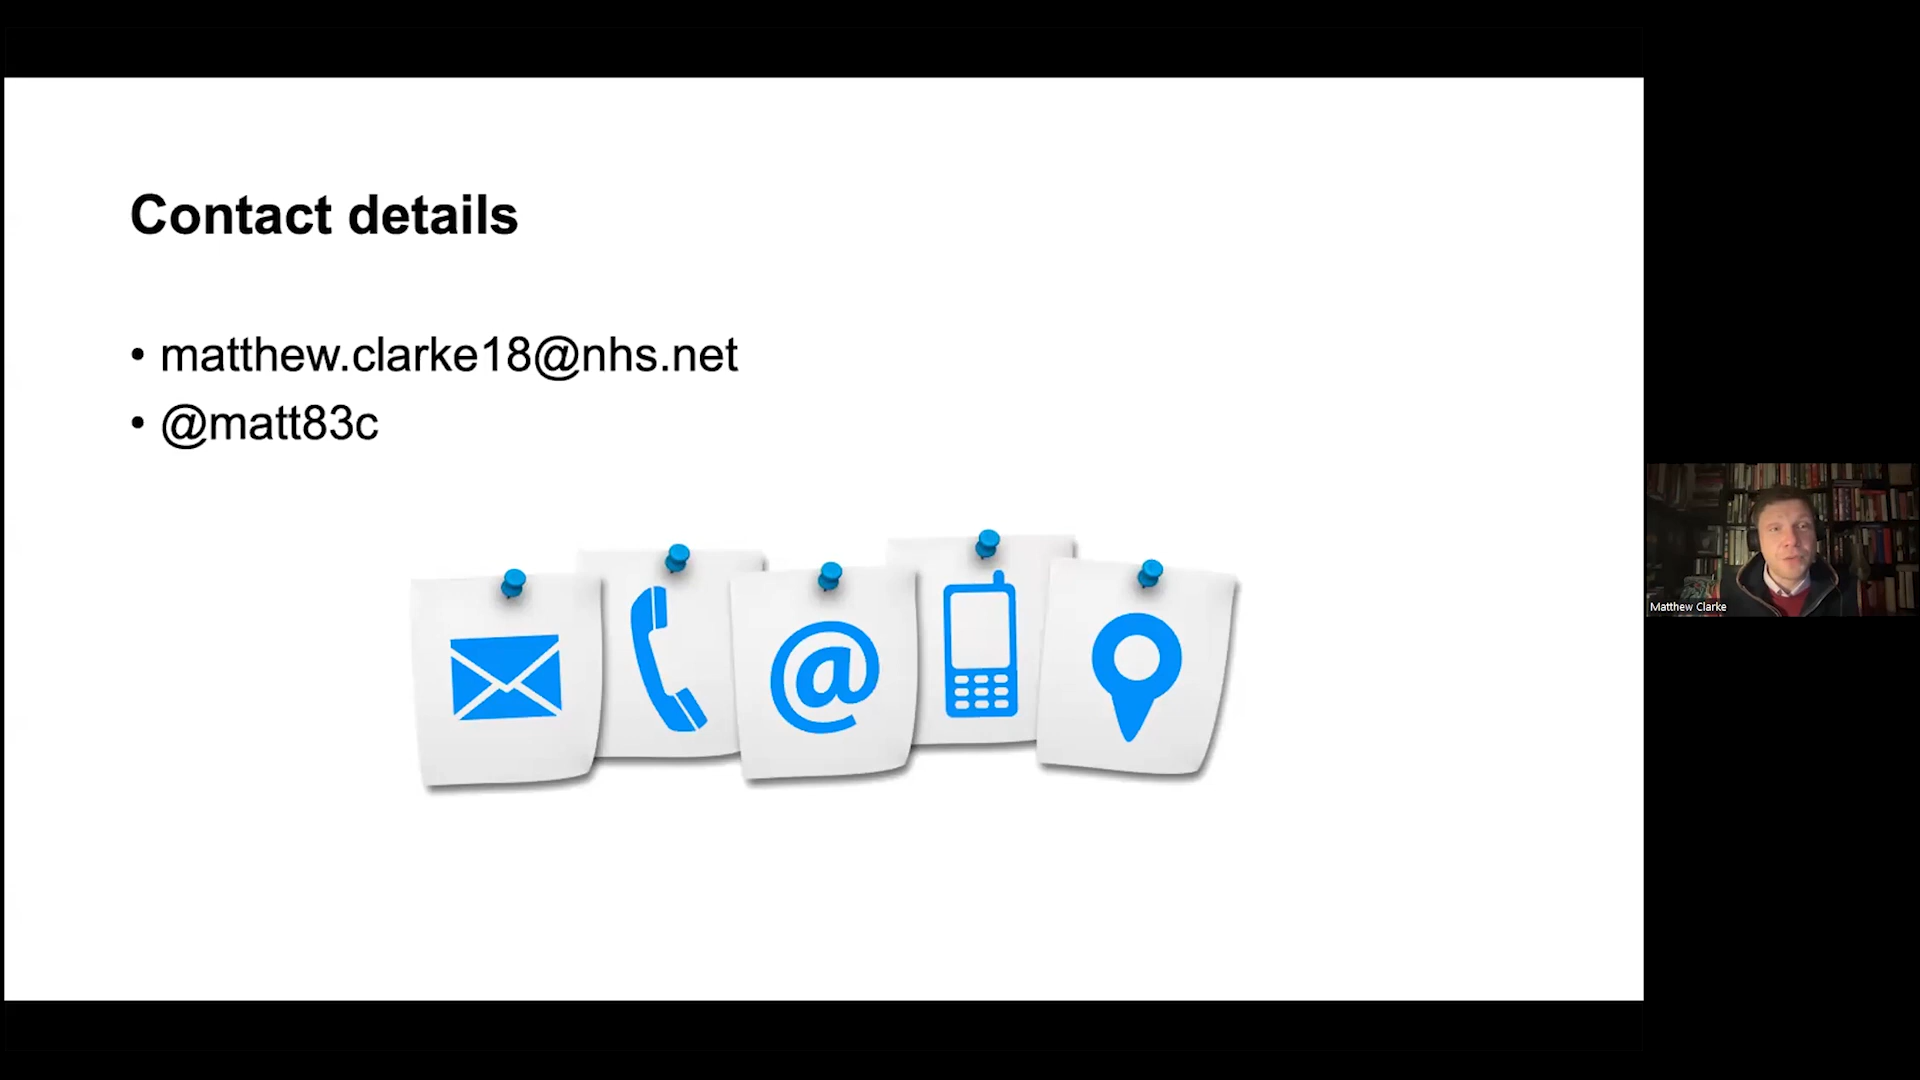 Contact details
• matthew.clarke18@nhs.net
• @matt83c
@
Matthew Clarke